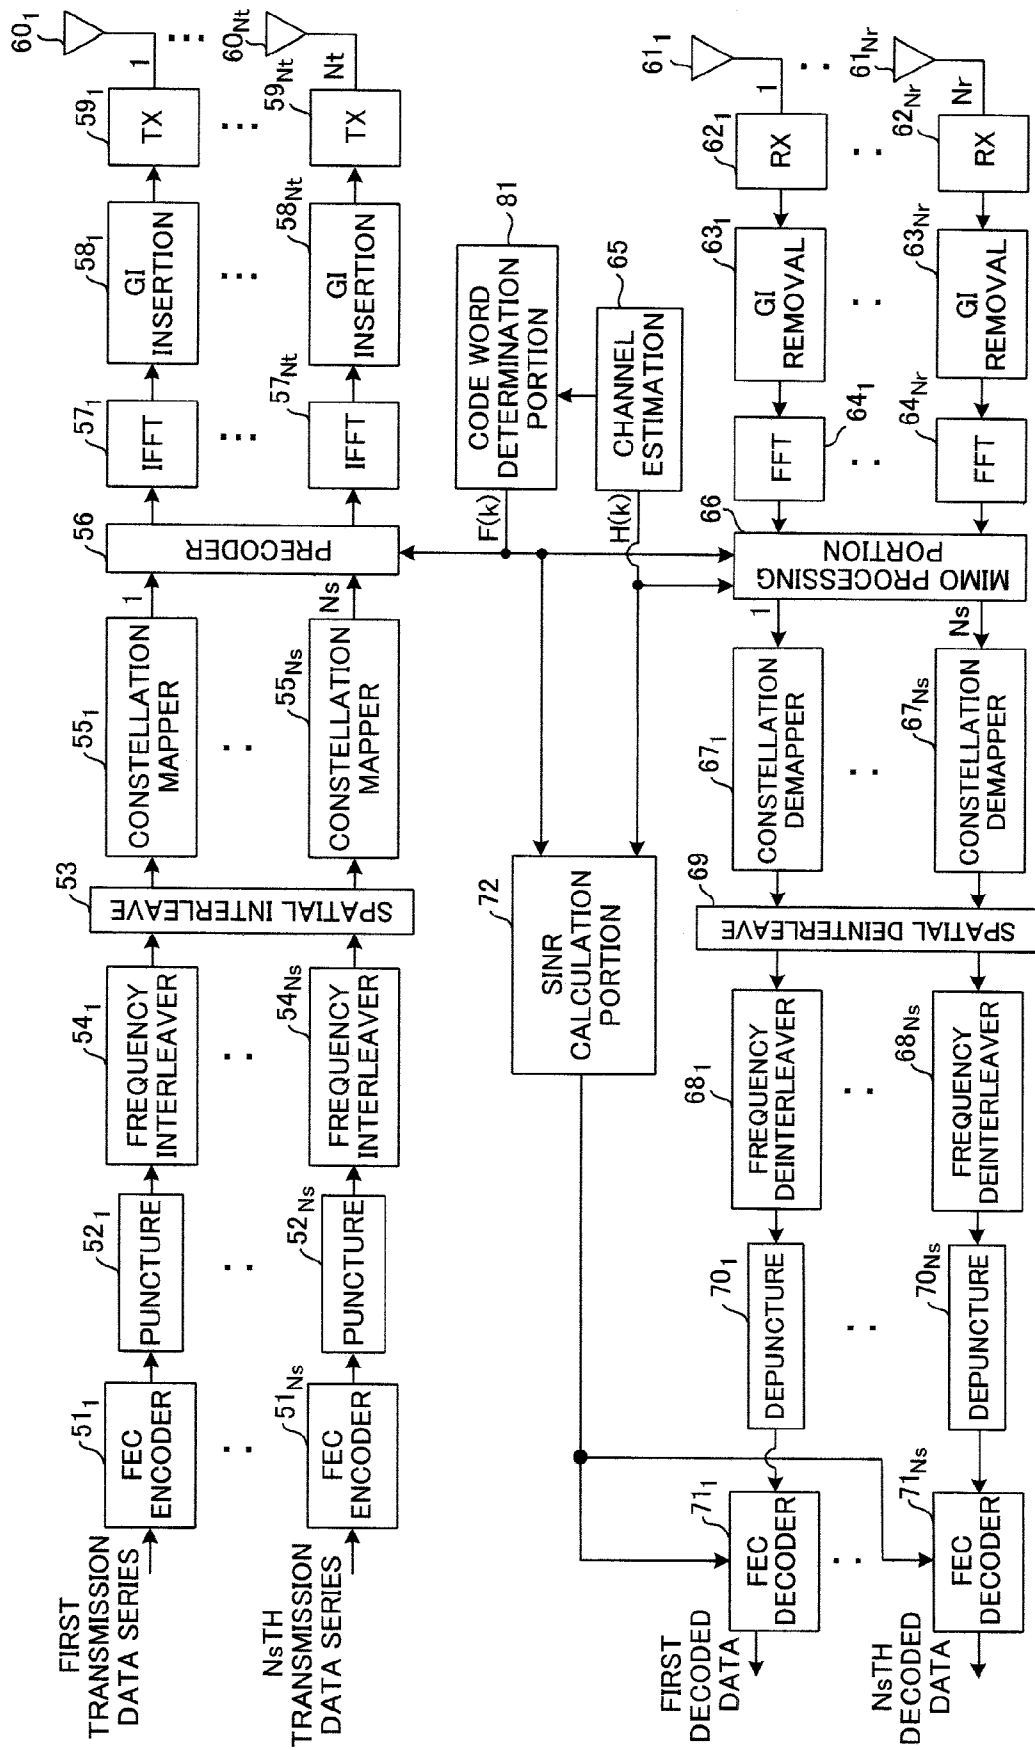 FIRST
TRANSMISSION
DATA SERIES
51₁
FEC
ENCODER
52₁
PUNCTURE
54₁
FREQUENCY
INTERLEAVER
53
SPATIAL INTERLEAVE
55₁
CONSTELLATION
MAPPER
1
56
PRECODER
57₁
IFFT
58₁
GI
INSERTION
59₁
TX
1
60₁
NsTH
TRANSMISSION
DATA SERIES
51Ns
FEC
ENCODER
52Ns
PUNCTURE
54Ns
FREQUENCY
INTERLEAVER
55Ns
CONSTELLATION
MAPPER
Ns
57Nt
IFFT
58Nt
GI
INSERTION
59Nt
TX
Nt
60Nt
72
SINR
CALCULATION
PORTION
F(k)
CODE WORD
DETERMINATION
PORTION
81
H(k)
CHANNEL
ESTIMATION
65
FIRST
DECODED
DATA
71₁
FEC
DECODER
70₁
DEPUNCTURE
68₁
FREQUENCY
DEINTERLEAVER
69
SPATIAL DEINTERLEAVE
67₁
CONSTELLATION
DEMAPPER
1
66
MIMO PROCESSING
PORTION
FFT
64₁
63₁
GI
REMOVAL
62₁
RX
1
61₁
NsTH
DECODED
DATA
71Ns
FEC
DECODER
70Ns
DEPUNCTURE
68Ns
FREQUENCY
DEINTERLEAVER
67Ns
CONSTELLATION
DEMAPPER
Ns
64Nr
FFT
63Nr
GI
REMOVAL
62Nr
RX
Nr
61Nr